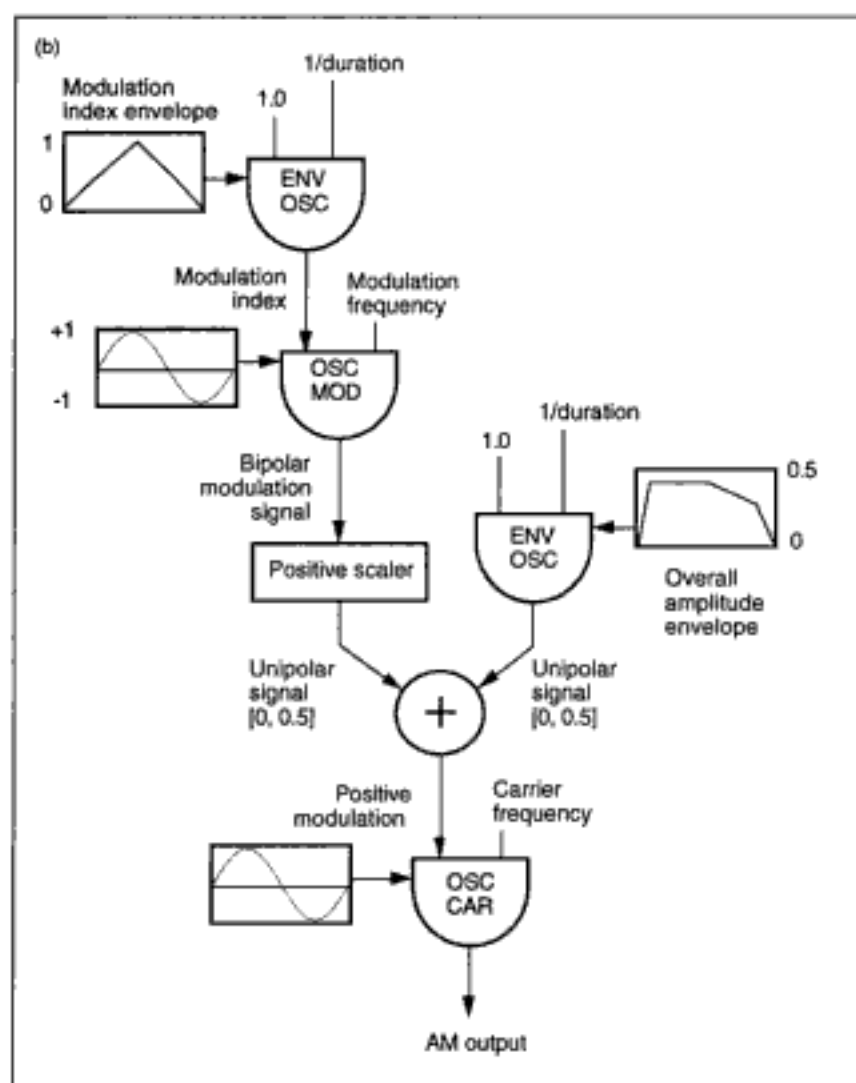 (b)
1/duration
Modulation
index envelope
1.0
1
0
ENV
OSC
Modulation
index
Modulation
frequency
+1
-1
OSC
MOD
1/duration
1.0
Bipolar
modulation
signal
0.5
0
ENV
OSC
Positive scaler
Overall
amplitude
envelope
Unipolar
signal
[0, 0.5]
+
Unipolar
signal
[0, 0.5]
Positive
modulation
Carrier
frequency
OSC
CAR
AM output